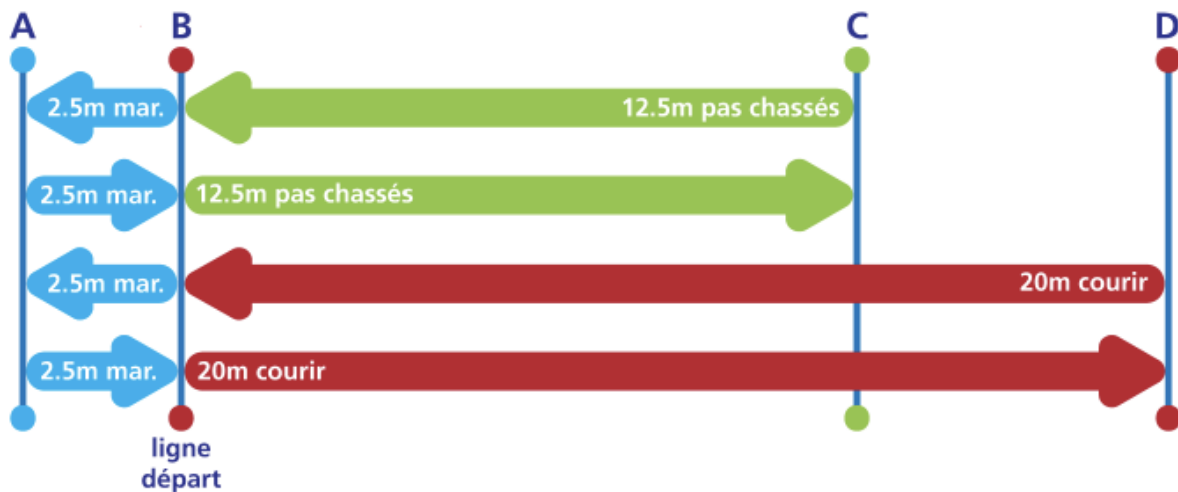 A B C D
2.5m mar. 12.5m pas chassés
2.5m mar. 12.5m pas chassés
2.5m mar. 20m courir
2.5m mar. 20m courir
ligne
départ